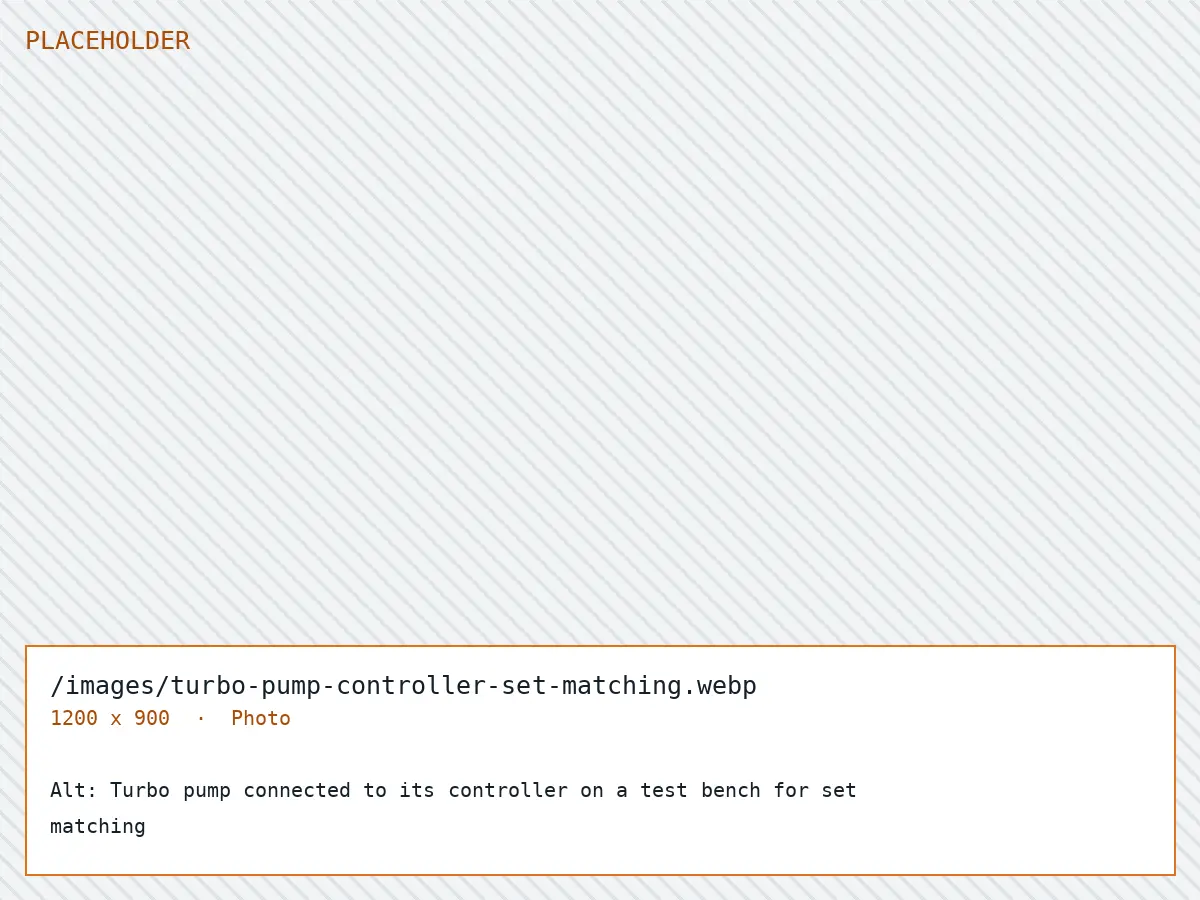 PLACEHOLDER
/images/turbo-pump-controller-set-matching.webp
1200 x 900 · Photo
Alt: Turbo pump connected to its controller on a test bench for set
matching